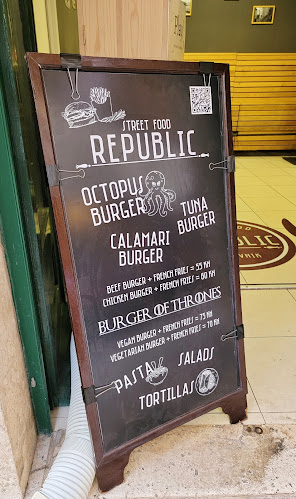 STREET FOOD
REPUBLIC
OCTOPUS
BURGER
TUNA
BURGER
CALAMARI
BURGER
BEEF BURGER + FRENCH FRIES = 55 KN
CHICKEN BURGER + FRENCH FRIES = 60 KN
BURGER OF THRONES
VEGAN BURGER + FRENCH FRIES = 75 KN
VEGETARIAN BURGER + FRENCH FRIES = 70 KN
PASTA
SALADS
TORTILLAS